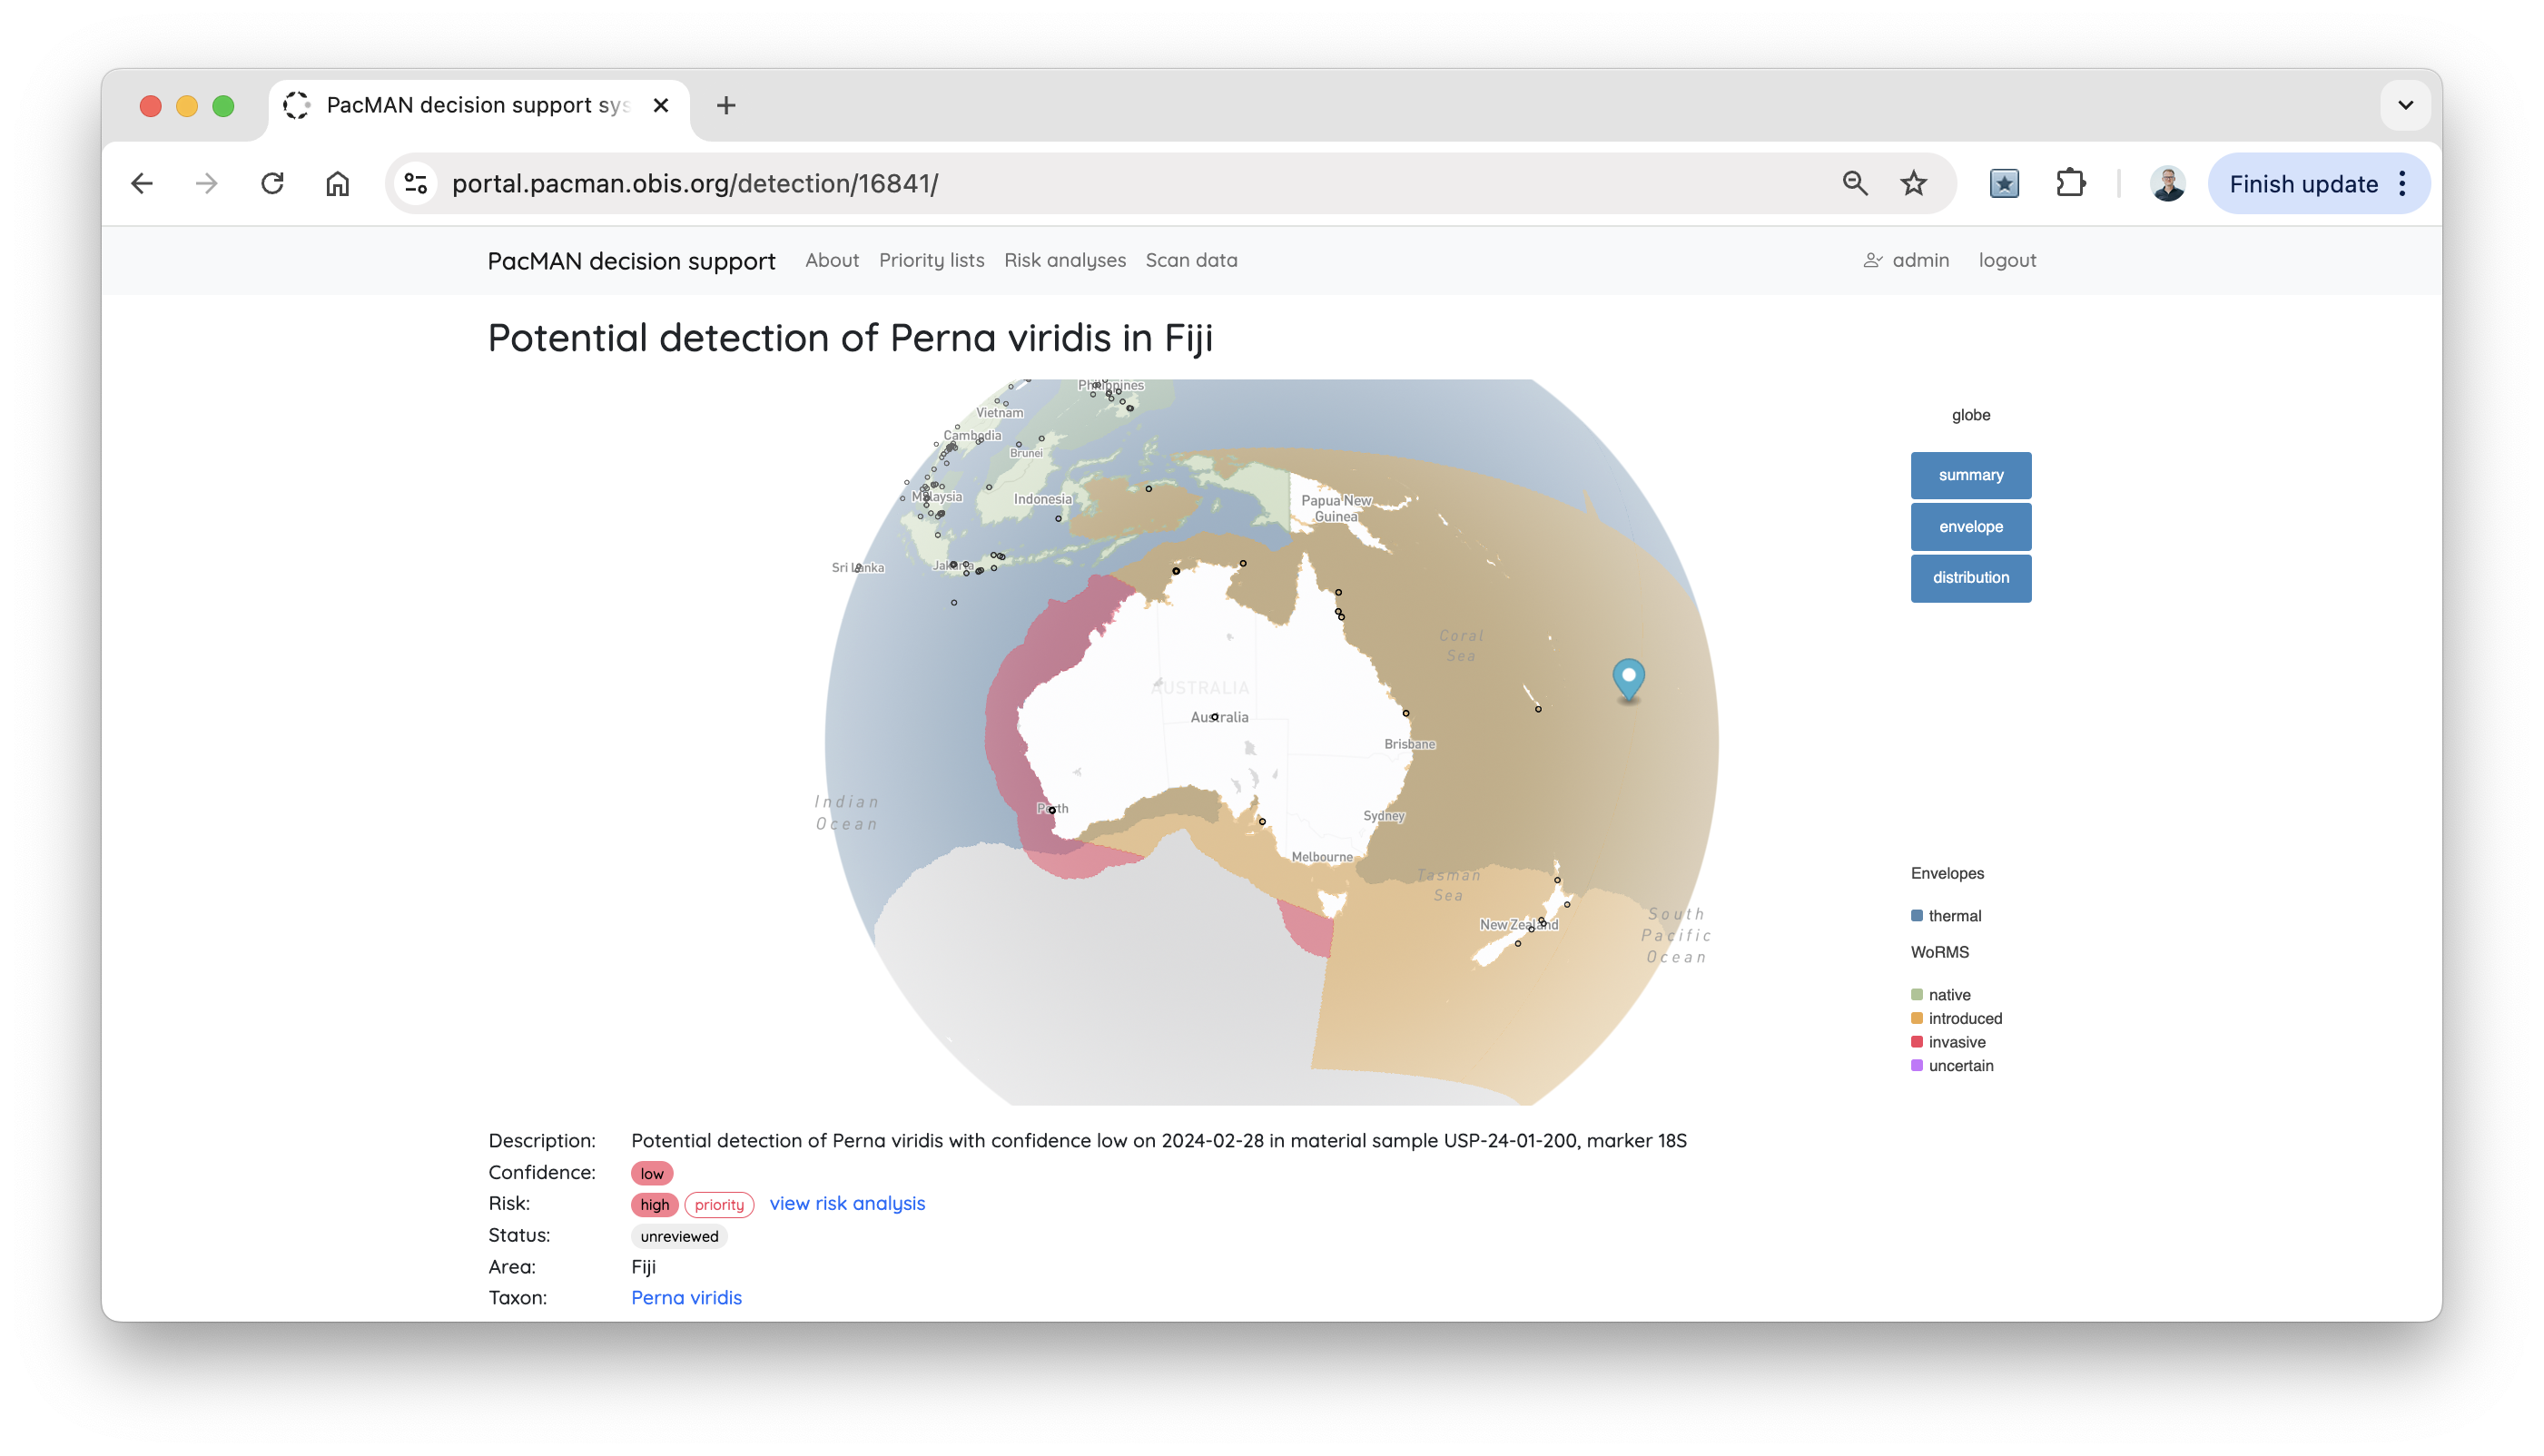 PacMAN decision support sys
portal.pacman.obis.org/detection/16841/
Finish update
PacMAN decision support About Priority lists Risk analyses Scan data admin logout
Potential detection of Perna viridis in Fiji
globe
summary
envelope
distribution
Philippines
Vietnam
Cambodia
Brunei
Malaysia
Indonesia
Papua New
Guinea
Sri Lanka
Jakarta
Coral
Sea
AUSTRALIA
Australia
Brisbane
Indian
Ocean
Perth
Sydney
Melbourne
Tasman
Sea
New Zealand
South
Pacific
Ocean
Envelopes
thermal
WoRMS
native
introduced
invasive
uncertain
Description: Potential detection of Perna viridis with confidence low on 2024-02-28 in material sample USP-24-01-200, marker 18S
Confidence: low
Risk: high priority view risk analysis
Status: unreviewed
Area: Fiji
Taxon: Perna viridis